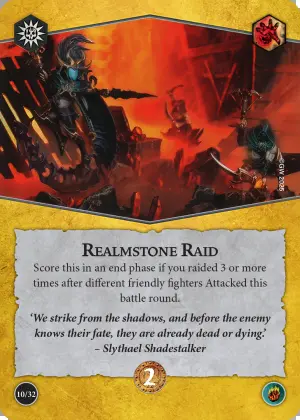 ©GW 2025
REALMSTONE RAID
Score this in an end phase if you raided 3 or more
times after different friendly fighters Attacked this
battle round.
‘We strike from the shadows, and before the enemy
knows their fate, they are already dead or dying.’
– Slythael Shadestalker
2
10/32